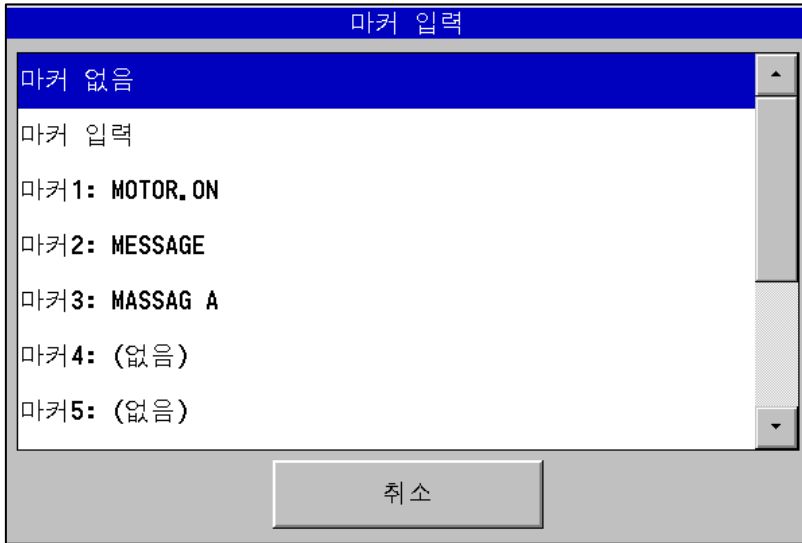 마커 입력
마커 없음
마커 입력
마커1: MOTOR.ON
마커2: MESSAGE
마커3: MASSAG A
마커4: (없음)
마커5: (없음)
취소